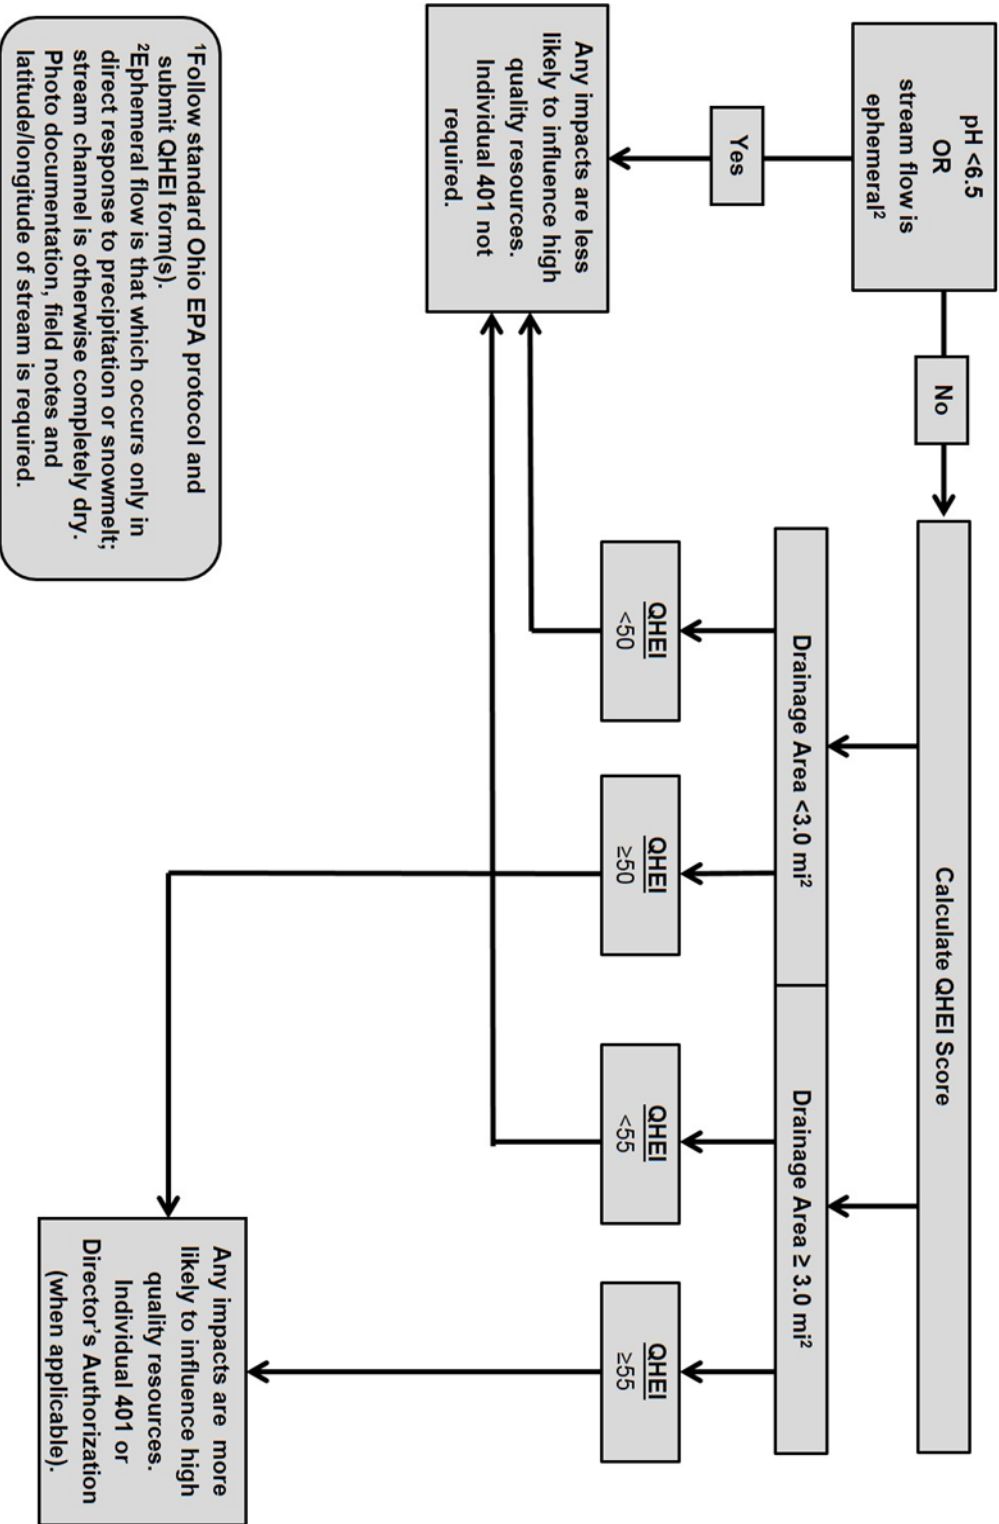 pH <6.5
OR
stream flow is
ephemeral²
No
Calculate QHEI Score
Yes
Drainage Area <3.0 mi²
Drainage Area ≥ 3.0 mi²
QHEI
<50
QHEI
≥50
QHEI
<55
QHEI
≥55
Any impacts are less
likely to influence high
quality resources.
Individual 401 not
required.
Any impacts are more
likely to influence high
quality resources.
Individual 401 or
Director's Authorization
(when applicable).
¹Follow standard Ohio EPA protocol and
submit QHEI form(s).
²Ephemeral flow is that which occurs only in
direct response to precipitation or snowmelt;
stream channel is otherwise completely dry.
Photo documentation, field notes and
latitude/longitude of stream is required.